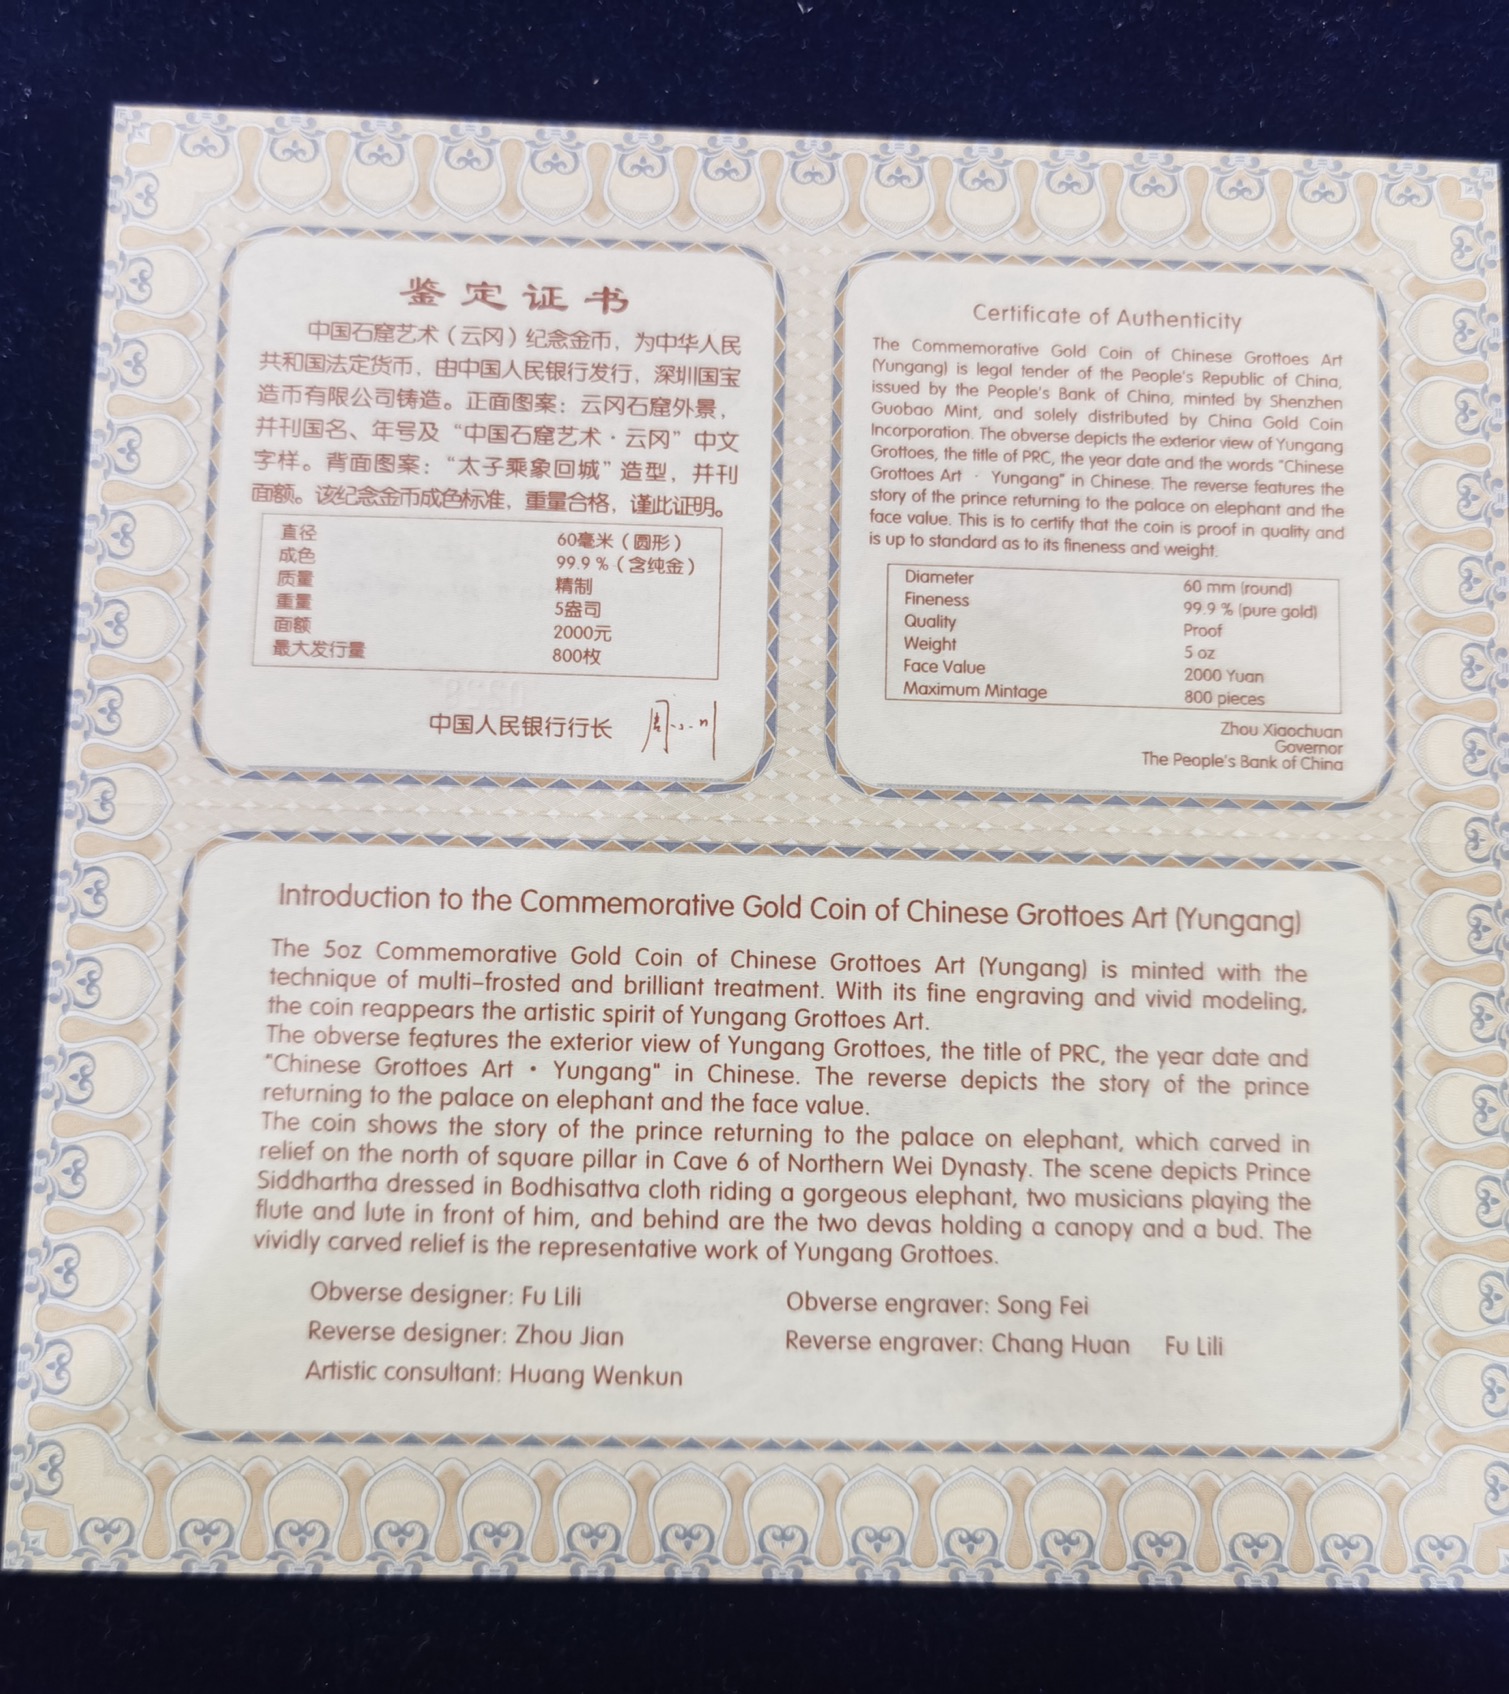 鉴定证书
中国石窟艺术（云冈）纪念金币，为中华人民
共和国法定货币，由中国人民银行发行，深圳国宝
造币有限公司铸造。正面图案：云冈石窟外景，
并刊国名、年号及“中国石窟艺术·云冈”中文
字样。背面图案：“太子乘象回城”造型，并刊
面额。该纪念金币成色标准，重量合格，谨此证明。
直径 60毫米（圆形）
成色 99.9％（含纯金）
质量 精制
重量 5盎司
面额 2000元
最大发行量 800枚
中国人民银行行长 周小川
Certificate of Authenticity
The Commemorative Gold Coin of Chinese Grottoes Art
(Yungang) is legal tender of the People's Republic of China,
issued by the People's Bank of China, minted by Shenzhen
Guobao Mint, and solely distributed by China Gold Coin
Incorporation. The obverse depicts the exterior view of Yungang
Grottoes, the title of PRC, the year date and the words "Chinese
Grottoes Art · Yungang" in Chinese. The reverse features the
story of the prince returning to the palace on elephant and the
face value. This is to certify that the coin is proof in quality and
is up to standard as to its fineness and weight.
Diameter 60 mm (round)
Fineness 99.9 % (pure gold)
Quality Proof
Weight 5 oz
Face Value 2000 Yuan
Maximum Mintage 800 pieces
Zhou Xiaochuan
Governor
The People's Bank of China
Introduction to the Commemorative Gold Coin of Chinese Grottoes Art (Yungang)
The 5oz Commemorative Gold Coin of Chinese Grottoes Art (Yungang) is minted with the
technique of multi-frosted and brilliant treatment. With its fine engraving and vivid modeling,
the coin reappears the artistic spirit of Yungang Grottoes Art.
The obverse features the exterior view of Yungang Grottoes, the title of PRC, the year date and
"Chinese Grottoes Art • Yungang" in Chinese. The reverse depicts the story of the prince
returning to the palace on elephant and the face value.
The coin shows the story of the prince returning to the palace on elephant, which carved in
relief on the north of square pillar in Cave 6 of Northern Wei Dynasty. The scene depicts Prince
Siddhartha dressed in Bodhisattva cloth riding a gorgeous elephant, two musicians playing the
flute and lute in front of him, and behind are the two devas holding a canopy and a bud. The
vividly carved relief is the representative work of Yungang Grottoes.
Obverse designer: Fu Lili Obverse engraver: Song Fei
Reverse designer: Zhou Jian Reverse engraver: Chang Huan Fu Lili
Artistic consultant: Huang Wenkun